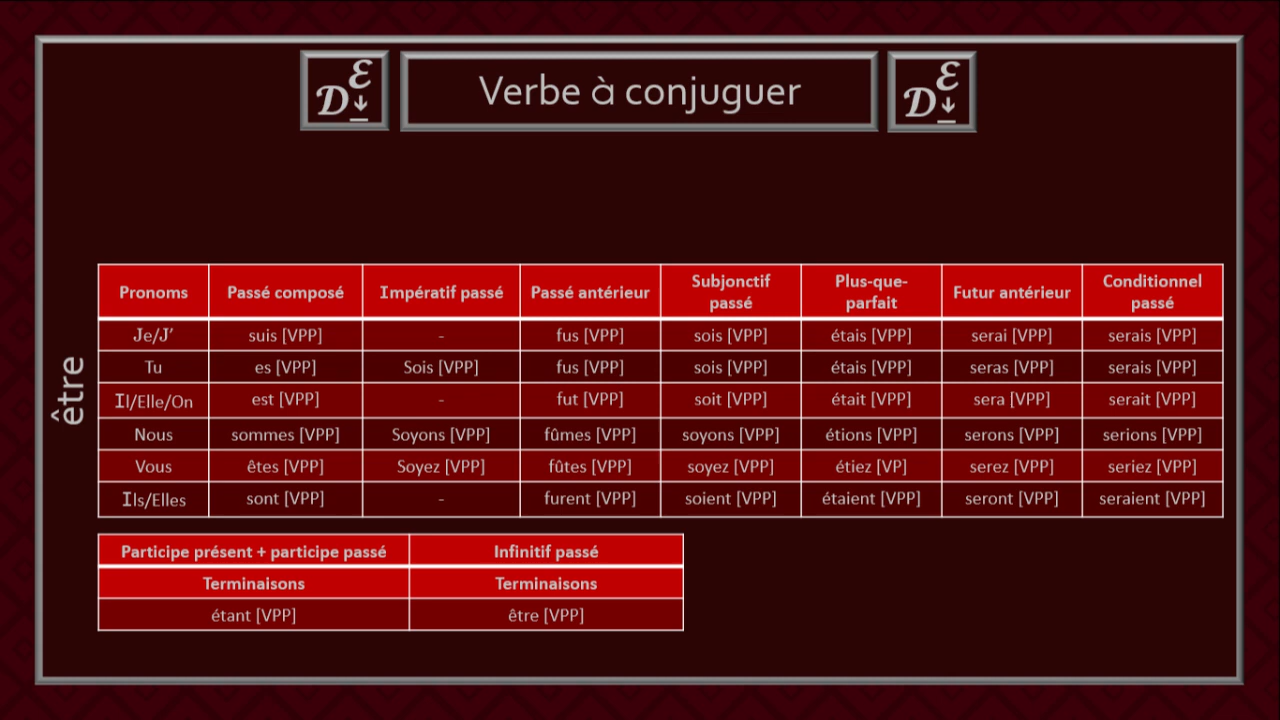 D E
Verbe à conjuguer
D E
être
Pronoms Passé composé Impératif passé Passé antérieur Subjonctif passé Plus-que-parfait Futur antérieur Conditionnel passé
Je/J’ suis [VPP] - fus [VPP] sois [VPP] étais [VPP] serai [VPP] serais [VPP]
Tu es [VPP] Sois [VPP] fus [VPP] sois [VPP] étais [VPP] seras [VPP] serais [VPP]
Il/Elle/On est [VPP] - fut [VPP] soit [VPP] était [VPP] sera [VPP] serait [VPP]
Nous sommes [VPP] Soyons [VPP] fûmes [VPP] soyons [VPP] étions [VPP] serons [VPP] serions [VPP]
Vous êtes [VPP] Soyez [VPP] fûtes [VPP] soyez [VPP] étiez [VP] serez [VPP] seriez [VPP]
Ils/Elles sont [VPP] - furent [VPP] soient [VPP] étaient [VPP] seront [VPP] seraient [VPP]
Participe présent + participe passé Infinitif passé
Terminaisons Terminaisons
étant [VPP] être [VPP]